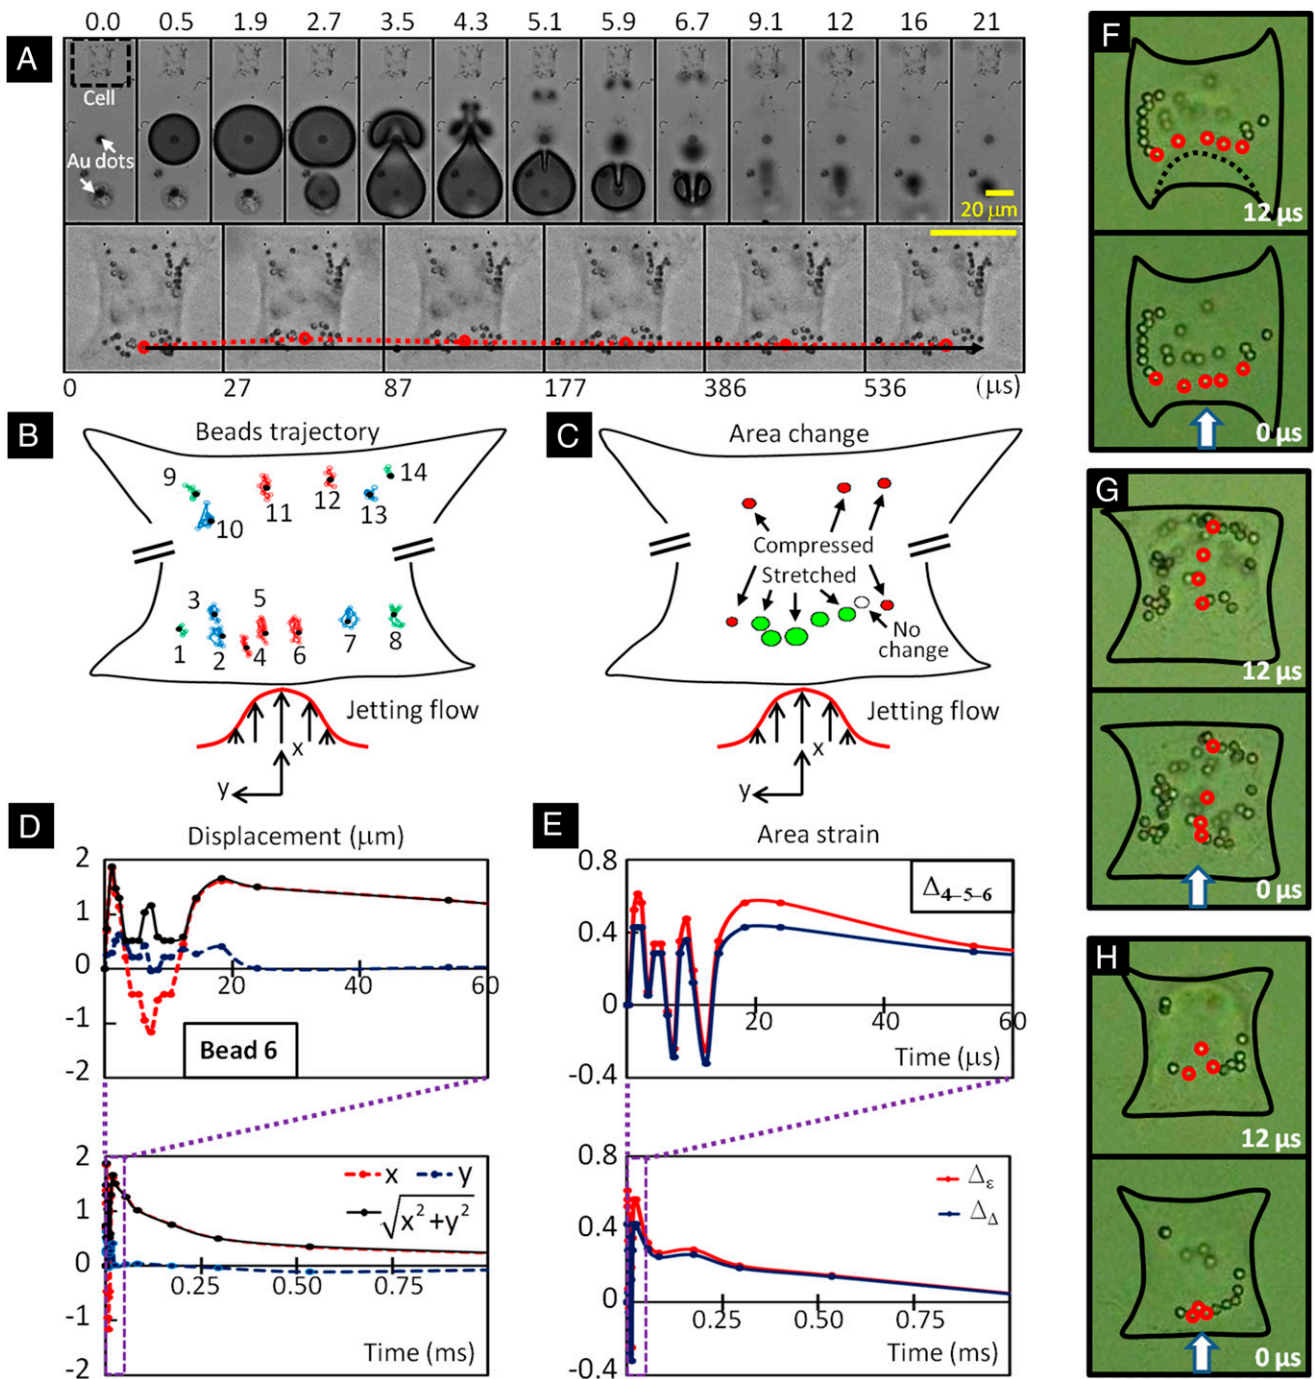 A
0.0 0.5 1.9 2.7 3.5 4.3 5.1 5.9 6.7 9.1 12 16 21
Cell
Au dots
20 μm
0 27 87 177 386 536 (μs)
B
Beads trajectory
9 10 11 12 13 14
3 5
1 2 4 6 7 8
Jetting flow
x
y
C
Area change
Compressed
Stretched
No
change
Jetting flow
x
y
D
Displacement (μm)
2
1
0
-1
-2
20 40 60
Bead 6
2
1
0
-1
-2
x y
√x²+y²
0.25 0.50 0.75
Time (ms)
E
Area strain
0.8
0.4
0
-0.4
Δ4–5–6
0 20 40 60
Time (μs)
0.8
0.4
0
-0.4
Δε
ΔΔ
0.25 0.50 0.75
Time (ms)
F
12 μs
0 μs
G
12 μs
0 μs
H
12 μs
0 μs